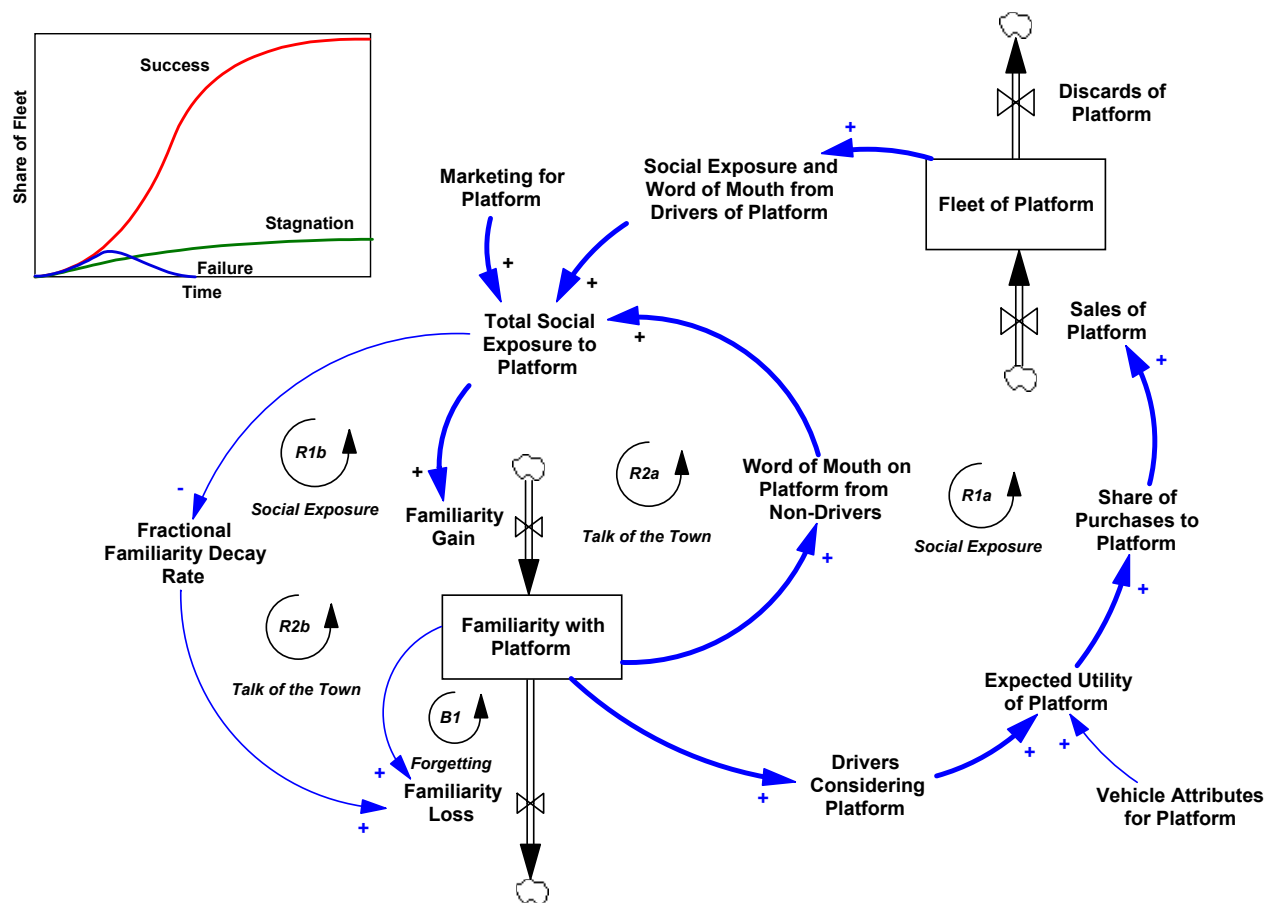 Share of Fleet
Success
Stagnation
Failure
Time
Marketing for
Platform
+
Social Exposure and
Word of Mouth from
Drivers of Platform
+
+
Discards of
Platform
Fleet of Platform
Sales of
Platform
+
Total Social
Exposure to
Platform
+
R1b
Social Exposure
-
Fractional
Familiarity Decay
Rate
+
Familiarity
Gain
R2a
Talk of the Town
Word of Mouth on
Platform from
Non-Drivers
+
R1a
Social Exposure
Share of
Purchases to
Platform
+
R2b
Talk of the Town
Familiarity with
Platform
B1
Forgetting
+
Familiarity
Loss
+
Drivers
Considering
Platform
+
Expected Utility
of Platform
+
+
Vehicle Attributes
for Platform